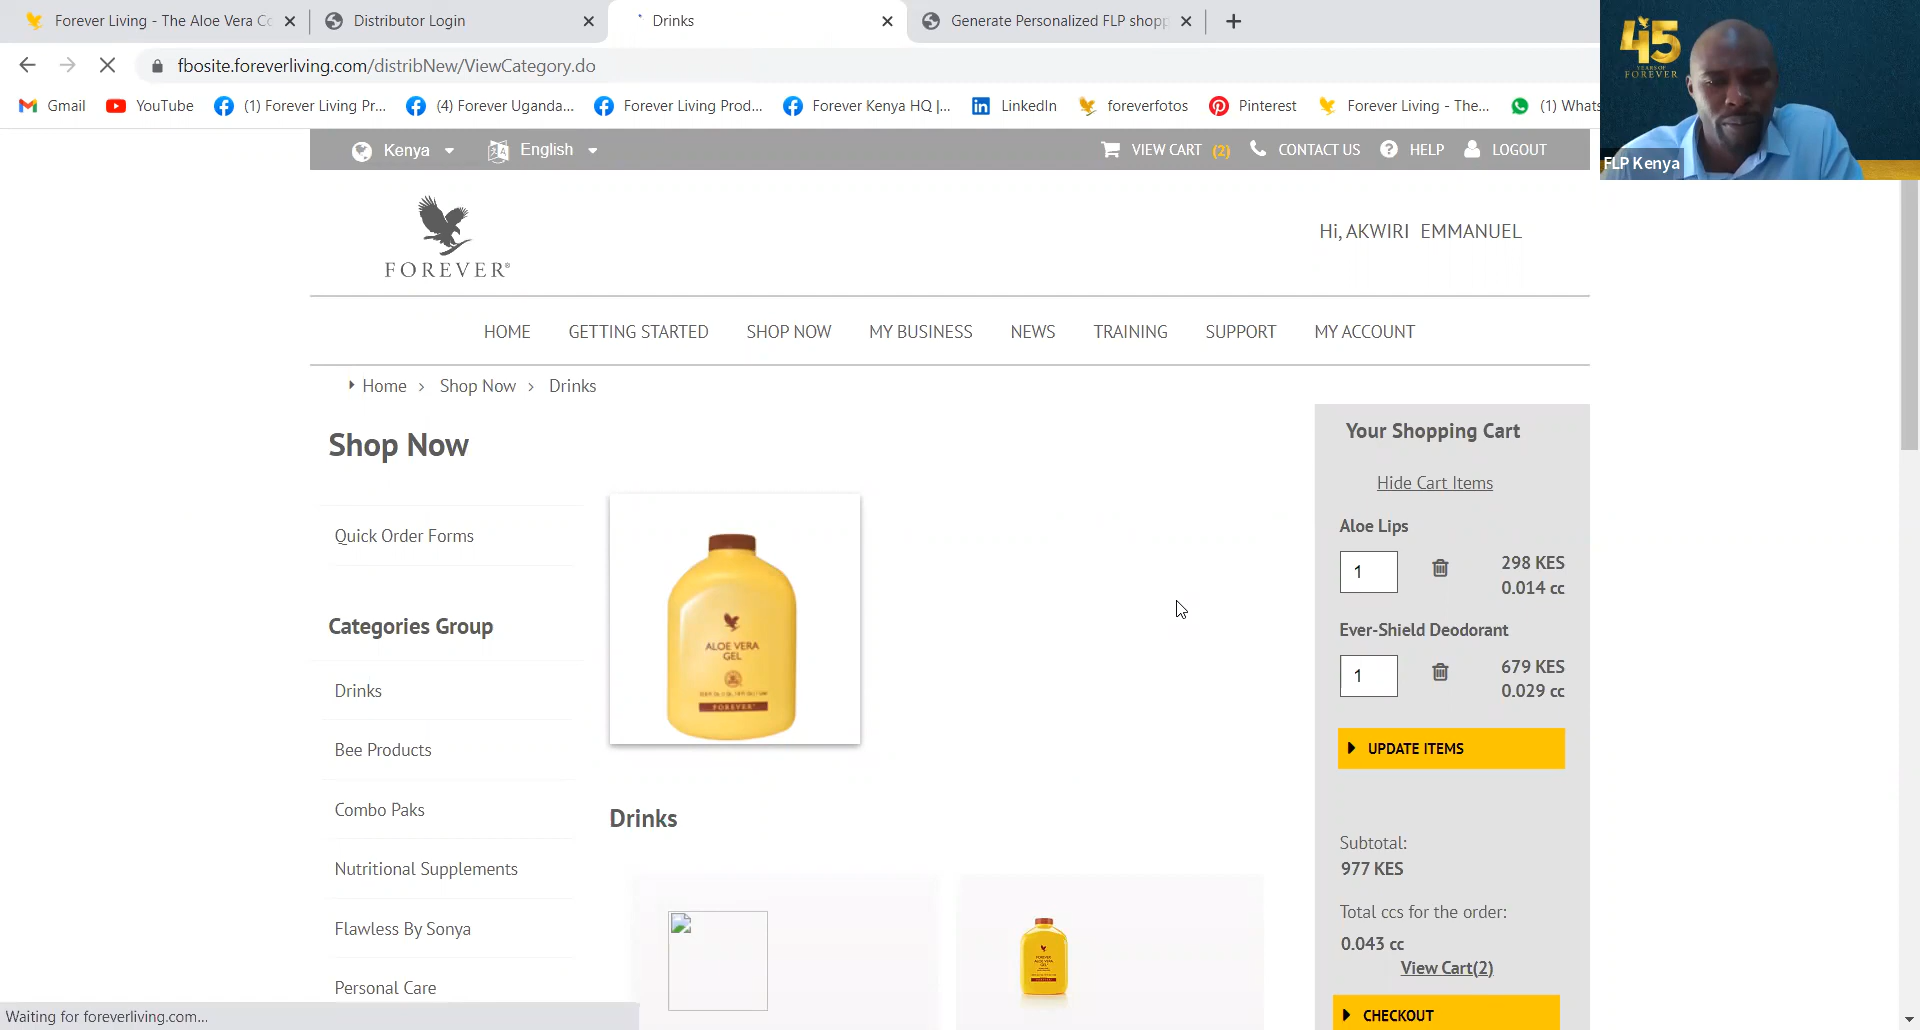 Forever Living - The Aloe Vera Co
Distributor Login
Drinks
Generate Personalized FLP shopp
fbosite.foreverliving.com/distribNew/ViewCategory.do
Gmail
YouTube
(1) Forever Living Pr...
(4) Forever Uganda...
Forever Living Prod...
Forever Kenya HQ |...
LinkedIn
foreverfotos
Pinterest
Forever Living - The...
(1) Whats
45
YEARS OF
FOREVER
FLP Kenya
Kenya
English
VIEW CART (2)
CONTACT US
HELP
LOGOUT
FOREVER®
Hi, AKWIRI EMMANUEL
HOME
GETTING STARTED
SHOP NOW
MY BUSINESS
NEWS
TRAINING
SUPPORT
MY ACCOUNT
Home > Shop Now > Drinks
Shop Now
Quick Order Forms
Categories Group
Drinks
Bee Products
Combo Paks
Nutritional Supplements
Flawless By Sonya
Personal Care
ALOE VERA
GEL
FOREVER
Drinks
Your Shopping Cart
Hide Cart Items
Aloe Lips
1
298 KES
0.014 cc
Ever-Shield Deodorant
1
679 KES
0.029 cc
UPDATE ITEMS
Subtotal:
977 KES
Total ccs for the order:
0.043 cc
View Cart(2)
CHECKOUT
Waiting for foreverliving.com...